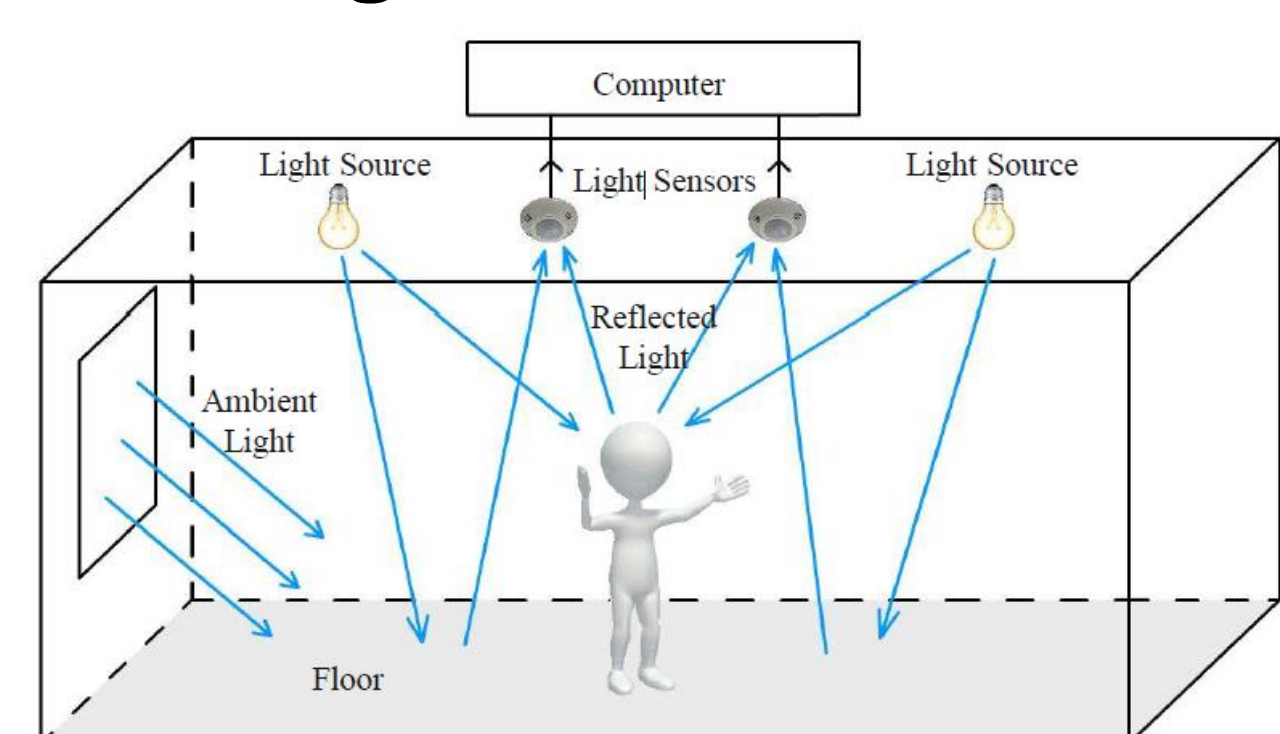 Computer
Light Source
Light Sensors
Light Source
Reflected
Light
Ambient
Light
Floor